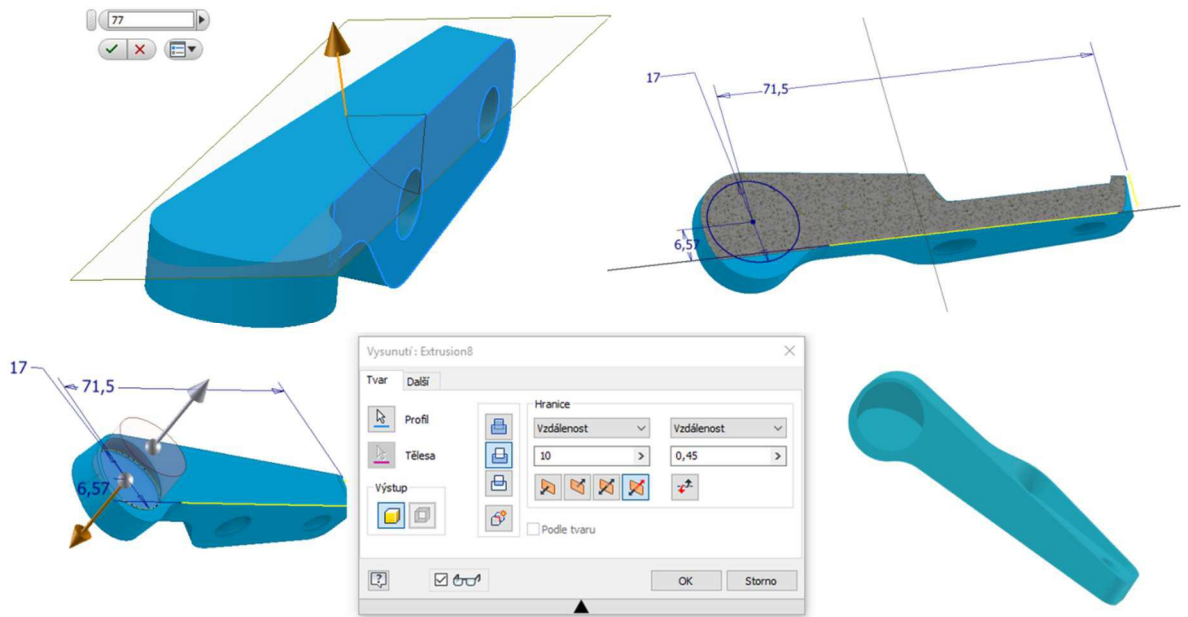 77
17
71,5
6,57
17
71,5
6,57
Vysunutí : Extrusion8
Tvar
Další
Profil
Tělesa
Výstup
Hranice
Vzdálenost
Vzdálenost
10
0,45
Podle tvaru
OK
Storno